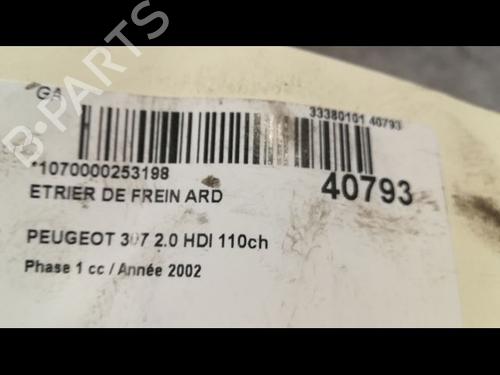 GA
33380101 40793
*1070000253198
40793
ETRIER DE FREIN ARD
PEUGEOT 307 2.0 HDI 110ch
Phase 1 cc / Année 2002
B-PARTS